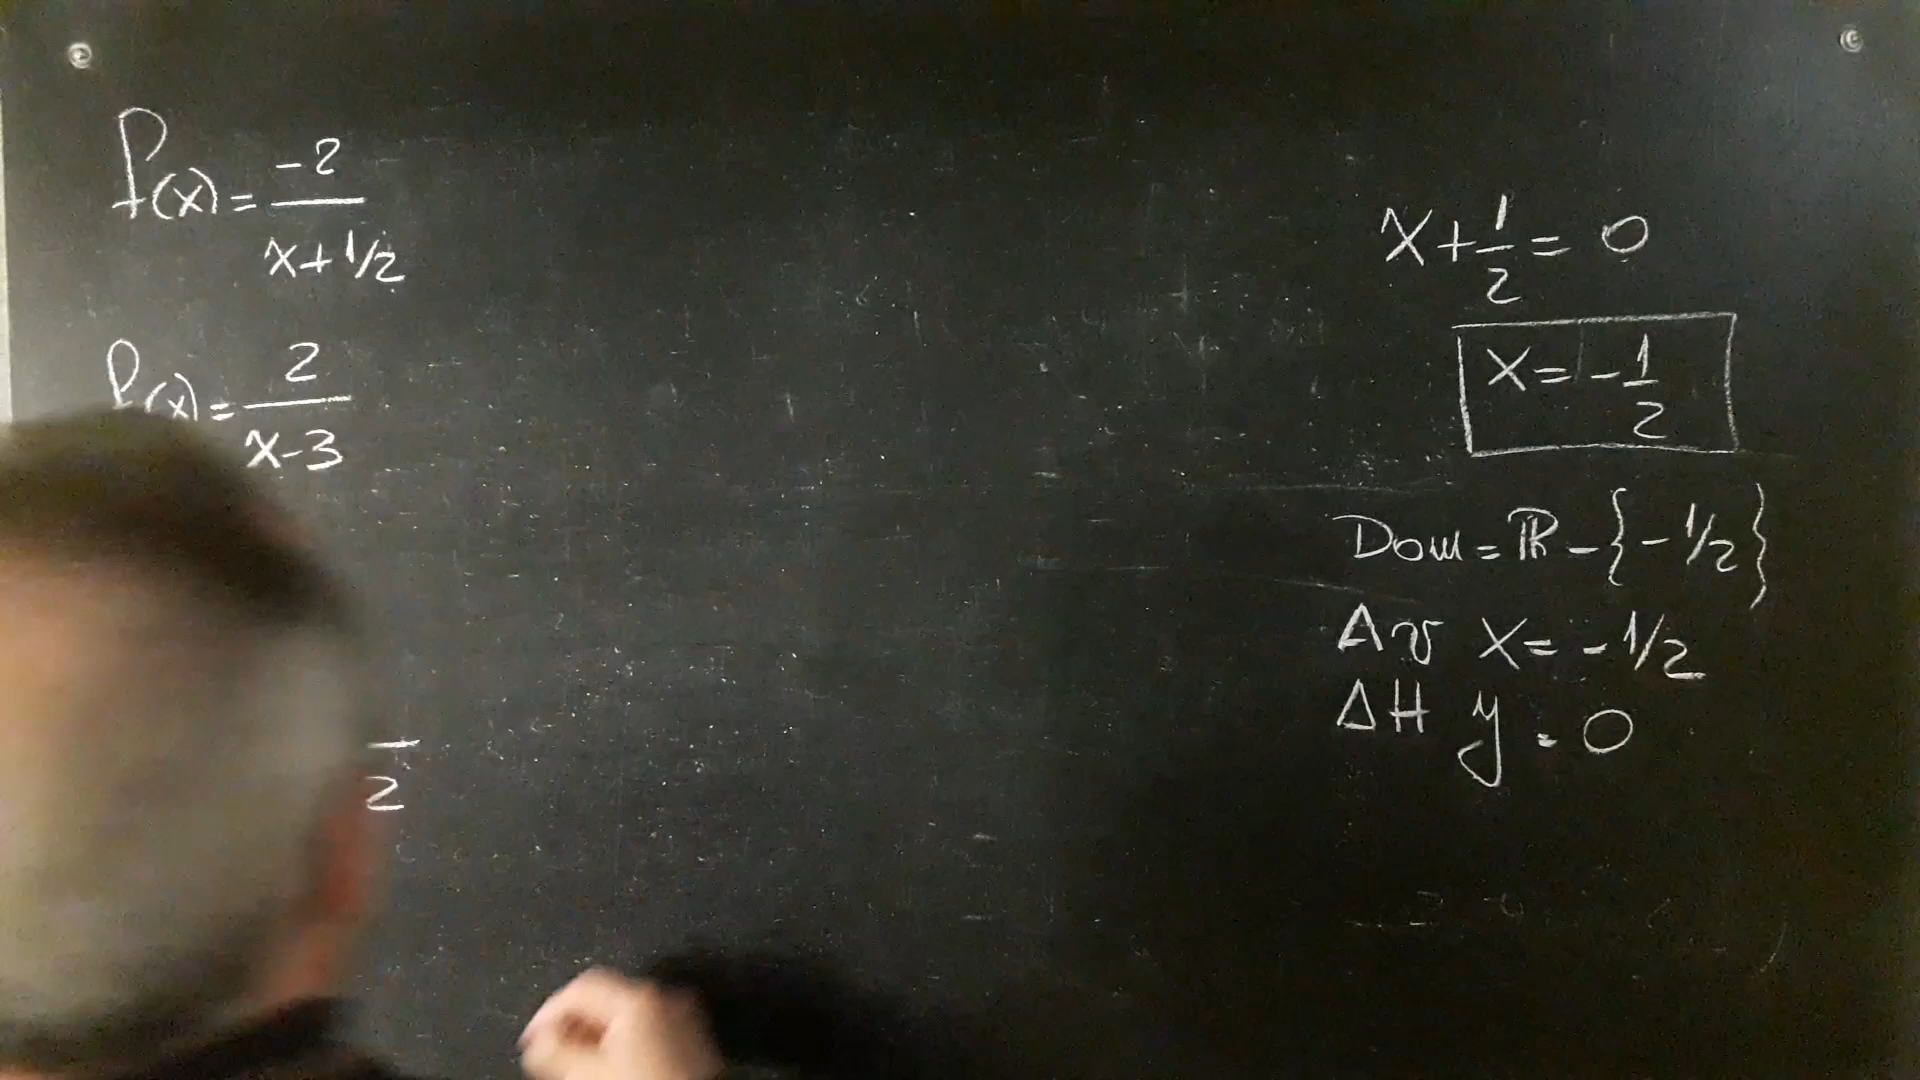 f(x) = -2
x + 1/2
f(x) = 2
x-3
2
x + 1/2 = 0
x = - 1/2
Dom = ℝ - {- 1/2}
Av x = - 1/2
AH y = 0